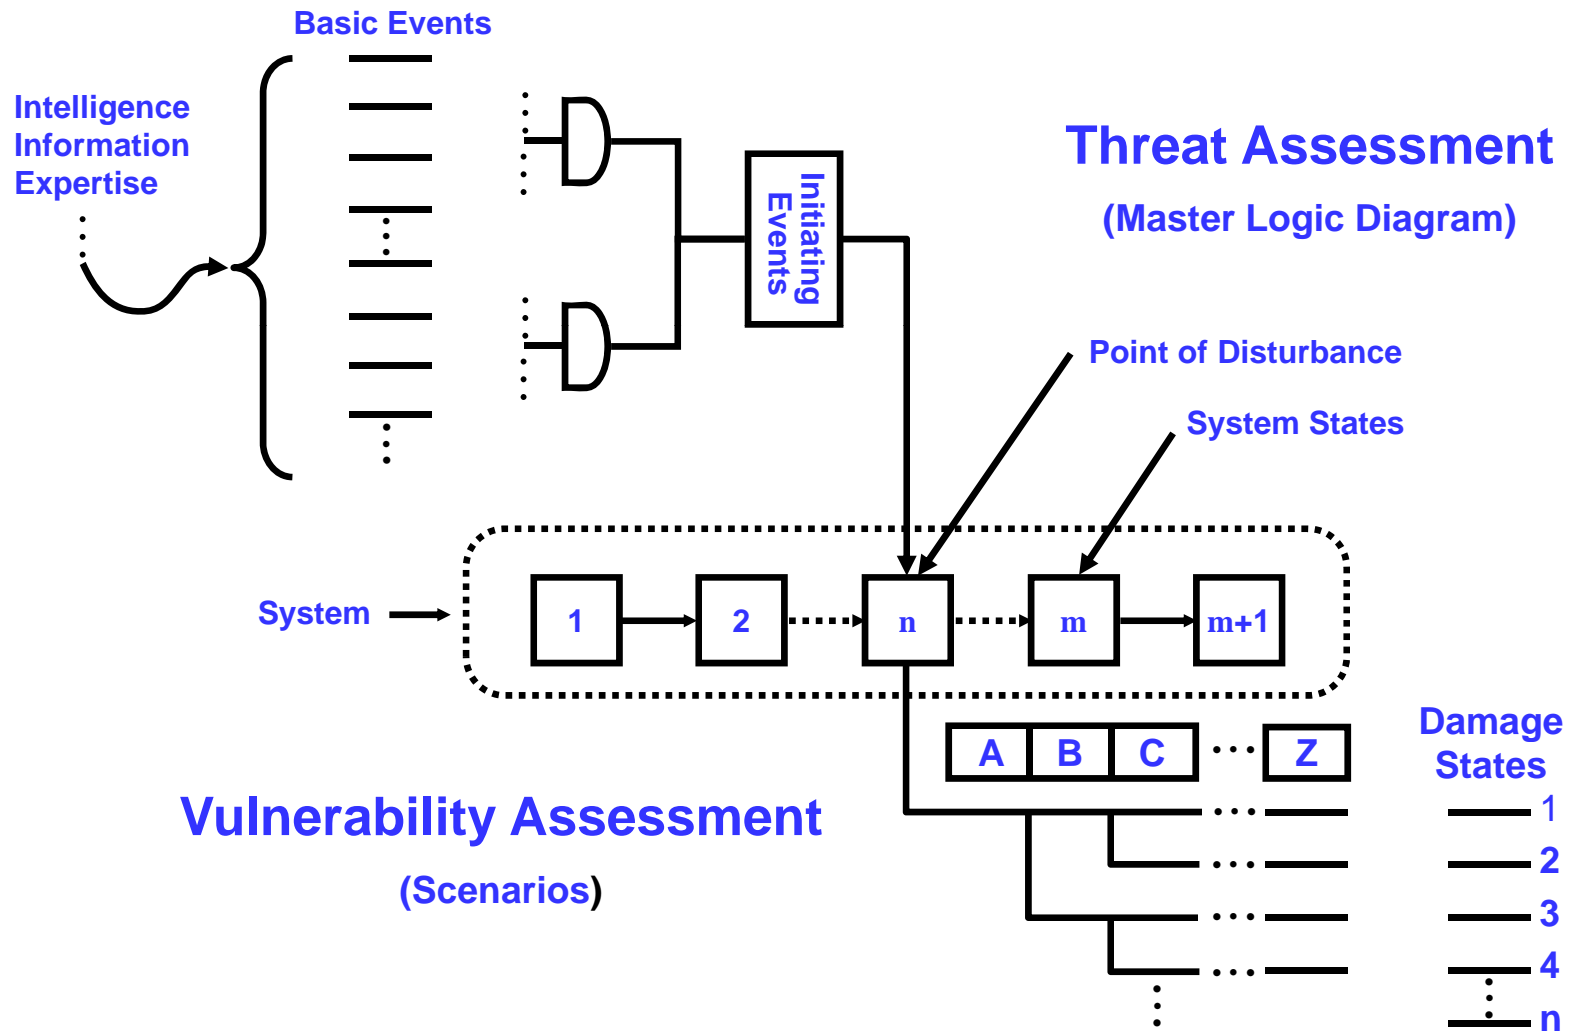 Basic Events
Intelligence
Information
Expertise
Threat Assessment
(Master Logic Diagram)
Initiating
Events
Point of Disturbance
System States
System
1
2
n
m
m+1
A
B
C
Z
Damage
States
Vulnerability Assessment
(Scenarios)
1
2
3
4
n